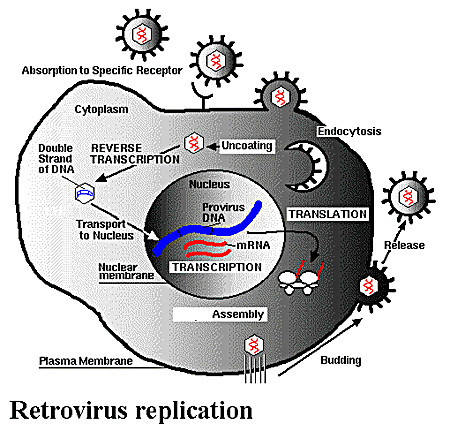 Absorption to Specific Receptor
Cytoplasm
Endocytosis
Double
Strand
of DNA
REVERSE
TRANSCRIPTION
Uncoating
Nucleus
Provirus
DNA
TRANSLATION
Transport
to Nucleus
mRNA
Release
Nuclear
membrane
TRANSCRIPTION
Assembly
Plasma Membrane
Budding
Retrovirus replication